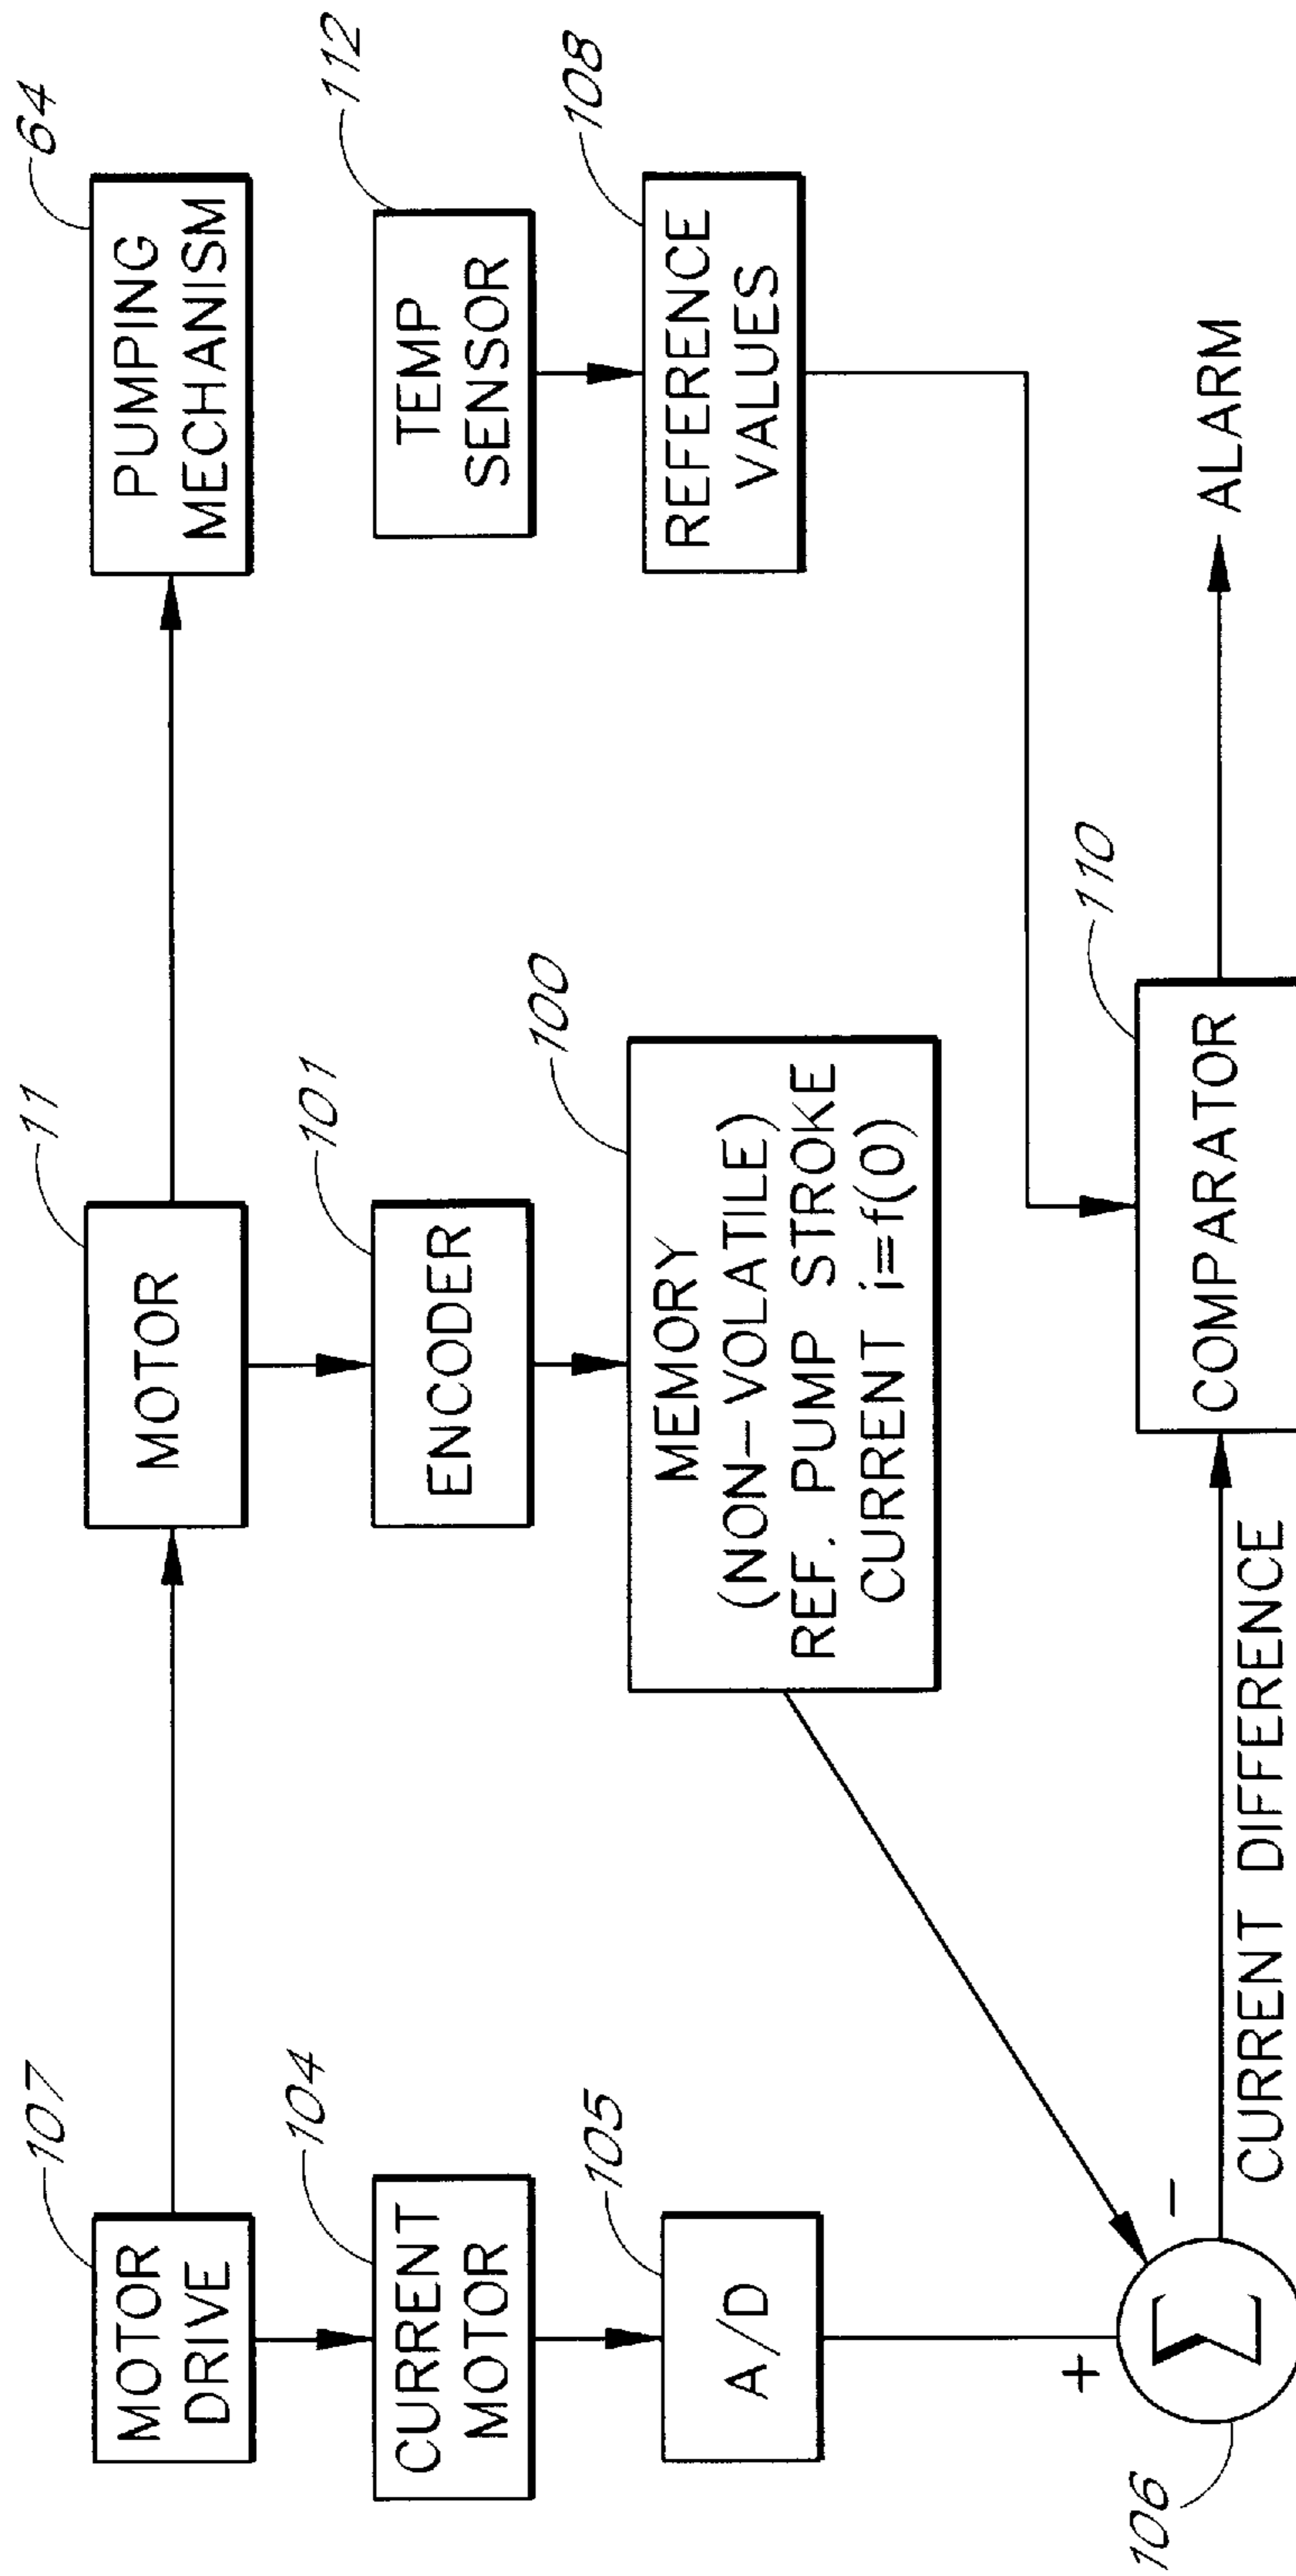 107
MOTOR
DRIVE
11
MOTOR
64
PUMPING
MECHANISM
104
CURRENT
MOTOR
101
ENCODER
112
TEMP
SENSOR
105
A/D
100
MEMORY
(NON-VOLATILE)
REF. PUMP STROKE
CURRENT i=f(0)
108
REFERENCE
VALUES
106
+
Σ
-
CURRENT DIFFERENCE
110
COMPARATOR
ALARM